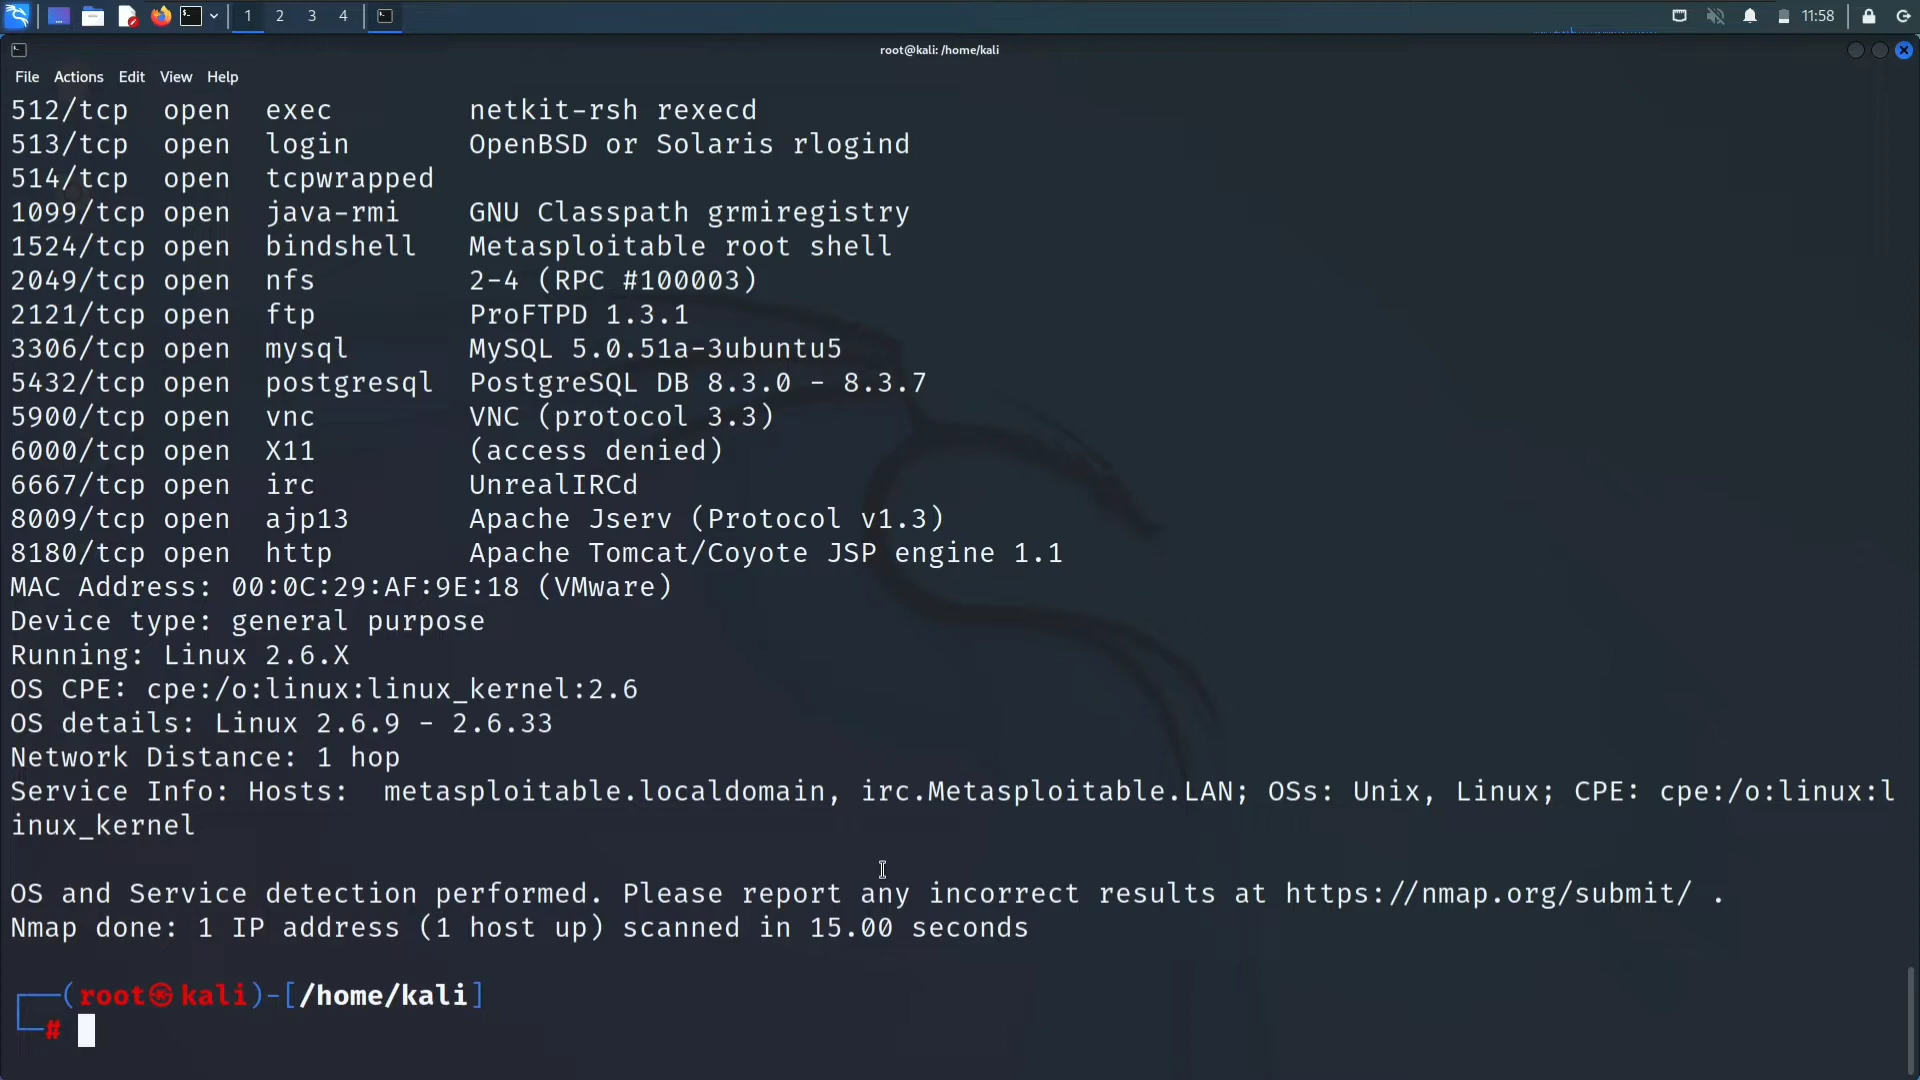 1 2 3 4
11:58
root@kali: /home/kali
File Actions Edit View Help
512/tcp open exec netkit-rsh rexecd
513/tcp open login OpenBSD or Solaris rlogind
514/tcp open tcpwrapped
1099/tcp open java-rmi GNU Classpath grmiregistry
1524/tcp open bindshell Metasploitable root shell
2049/tcp open nfs 2-4 (RPC #100003)
2121/tcp open ftp ProFTPD 1.3.1
3306/tcp open mysql MySQL 5.0.51a-3ubuntu5
5432/tcp open postgresql PostgreSQL DB 8.3.0 - 8.3.7
5900/tcp open vnc VNC (protocol 3.3)
6000/tcp open X11 (access denied)
6667/tcp open irc UnrealIRCd
8009/tcp open ajp13 Apache Jserv (Protocol v1.3)
8180/tcp open http Apache Tomcat/Coyote JSP engine 1.1
MAC Address: 00:0C:29:AF:9E:18 (VMware)
Device type: general purpose
Running: Linux 2.6.X
OS CPE: cpe:/o:linux:linux_kernel:2.6
OS details: Linux 2.6.9 - 2.6.33
Network Distance: 1 hop
Service Info: Hosts:  metasploitable.localdomain, irc.Metasploitable.LAN; OSs: Unix, Linux; CPE: cpe:/o:linux:l
inux_kernel
OS and Service detection performed. Please report any incorrect results at https://nmap.org/submit/ .
Nmap done: 1 IP address (1 host up) scanned in 15.00 seconds
┌──(root㉿kali)-[/home/kali]
└─#